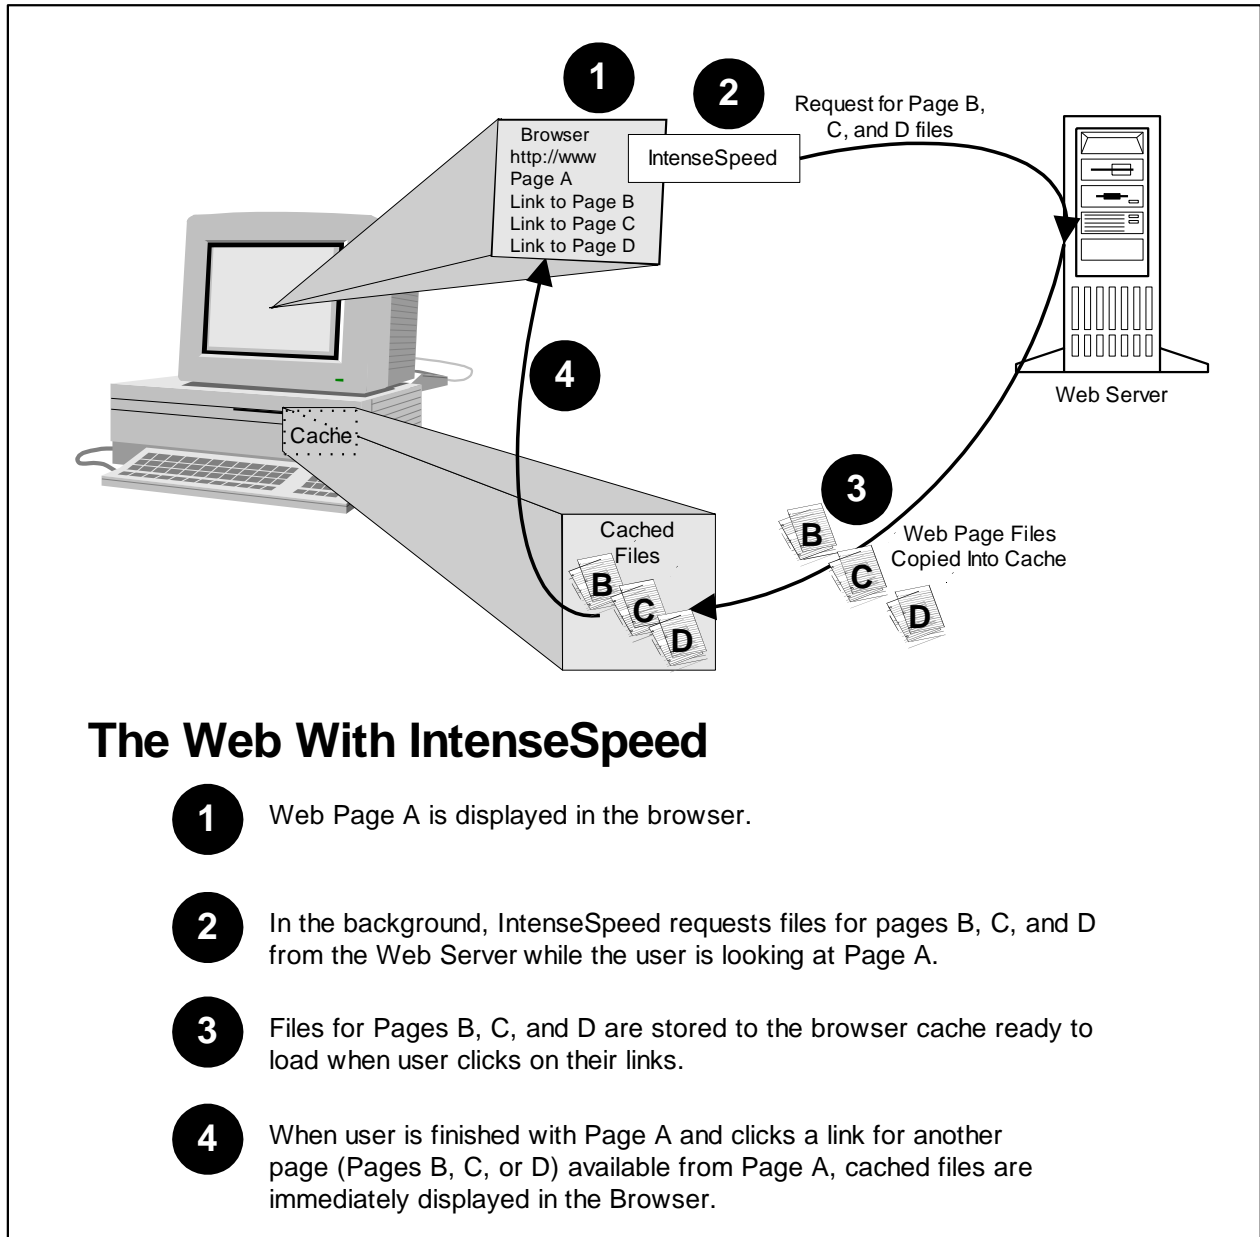 1
2
Request for Page B,
C, and D files
Browser
http://www
Page A
Link to Page B
Link to Page C
Link to Page D
IntenseSpeed
Web Server
4
Cache
3
Cached
Files
B
C
D
B
C
D
Web Page Files
Copied Into Cache
The Web With IntenseSpeed
1
Web Page A is displayed in the browser.
2
In the background, IntenseSpeed requests files for pages B, C, and D
from the Web Server while the user is looking at Page A.
3
Files for Pages B, C, and D are stored to the browser cache ready to
load when user clicks on their links.
4
When user is finished with Page A and clicks a link for another
page (Pages B, C, or D) available from Page A, cached files are
immediately displayed in the Browser.